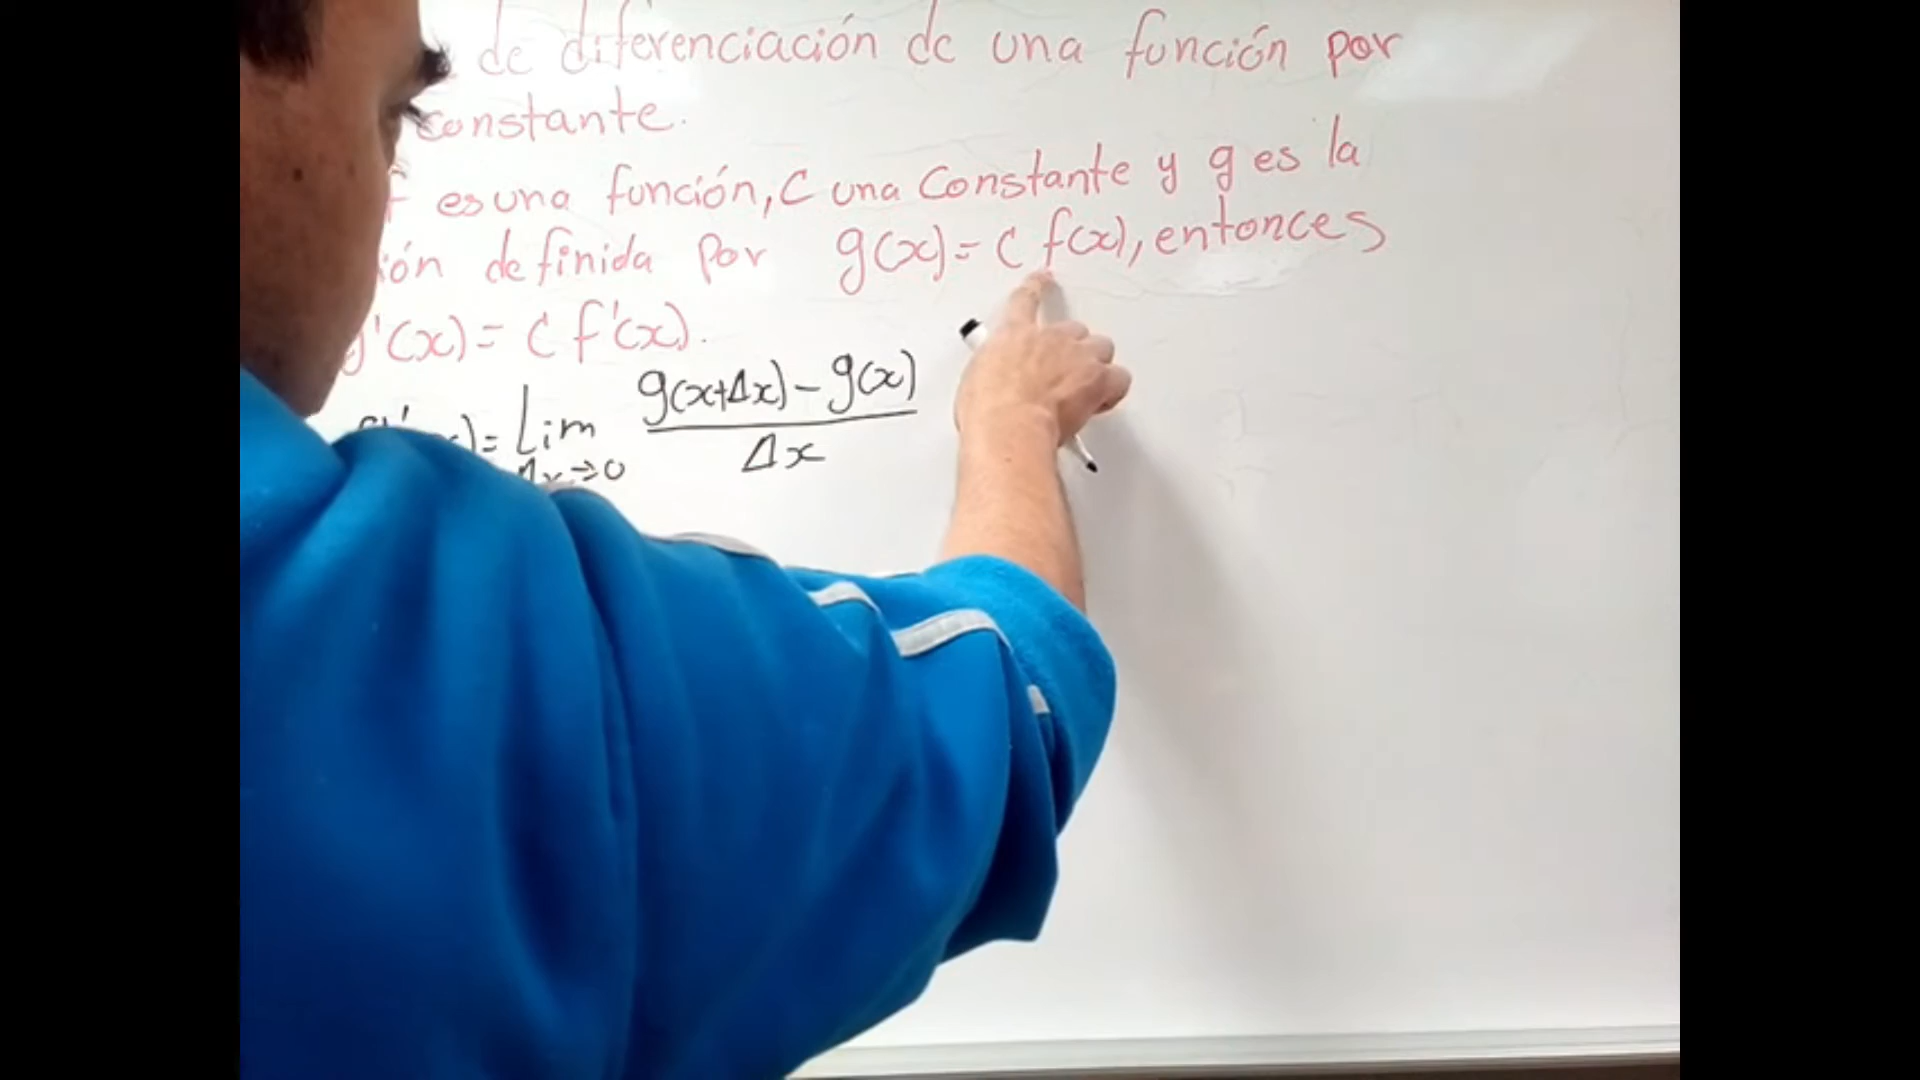 de diferenciación de una función por
constante.
f es una función, C una Constante y g es la
ión definida por g(x) = C f(x), entonces
g'(x) = C f'(x).
g'(x) = Lim Δx→0 g(x+Δx) - g(x) / Δx